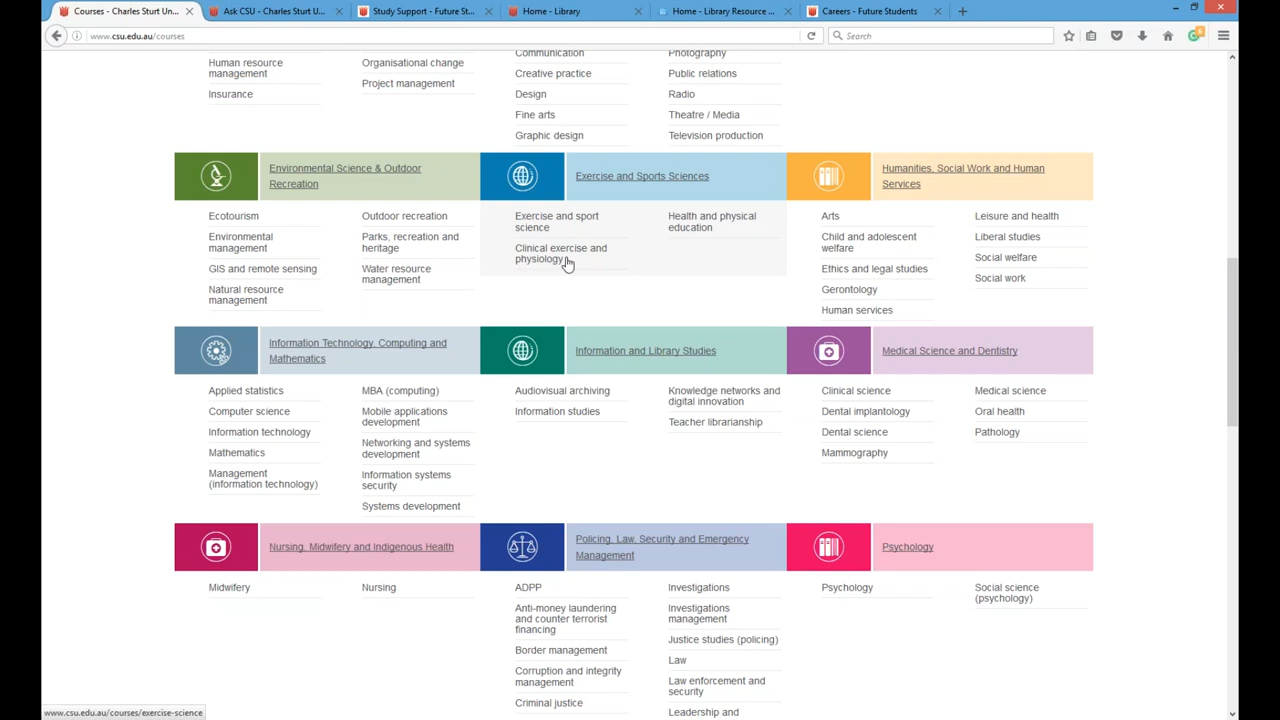 Courses - Charles Sturt Un...
Ask CSU - Charles Sturt U...
Study Support - Future St...
Home - Library
Home - Library Resource ...
Careers - Future Students
www.csu.edu.au/courses
Search
Human resource
management
Insurance
Organisational change
Project management
Communication
Creative practice
Design
Fine arts
Graphic design
Photography
Public relations
Radio
Theatre / Media
Television production
Environmental Science & Outdoor
Recreation
Ecotourism
Environmental
management
GIS and remote sensing
Natural resource
management
Outdoor recreation
Parks, recreation and
heritage
Water resource
management
Exercise and Sports Sciences
Exercise and sport
science
Clinical exercise and
physiology
Health and physical
education
Humanities, Social Work and Human
Services
Arts
Child and adolescent
welfare
Ethics and legal studies
Gerontology
Human services
Leisure and health
Liberal studies
Social welfare
Social work
Information Technology, Computing and
Mathematics
Applied statistics
Computer science
Information technology
Mathematics
Management
(information technology)
MBA (computing)
Mobile applications
development
Networking and systems
development
Information systems
security
Systems development
Information and Library Studies
Audiovisual archiving
Information studies
Knowledge networks and
digital innovation
Teacher librarianship
Medical Science and Dentistry
Clinical science
Dental implantology
Dental science
Mammography
Medical science
Oral health
Pathology
Nursing, Midwifery and Indigenous Health
Midwifery
Nursing
Policing, Law, Security and Emergency
Management
ADPP
Anti-money laundering
and counter terrorist
financing
Border management
Corruption and integrity
management
Criminal justice
Investigations
Investigations
management
Justice studies (policing)
Law
Law enforcement and
security
Leadership and
Psychology
Psychology
Social science
(psychology)
www.csu.edu.au/courses/exercise-science